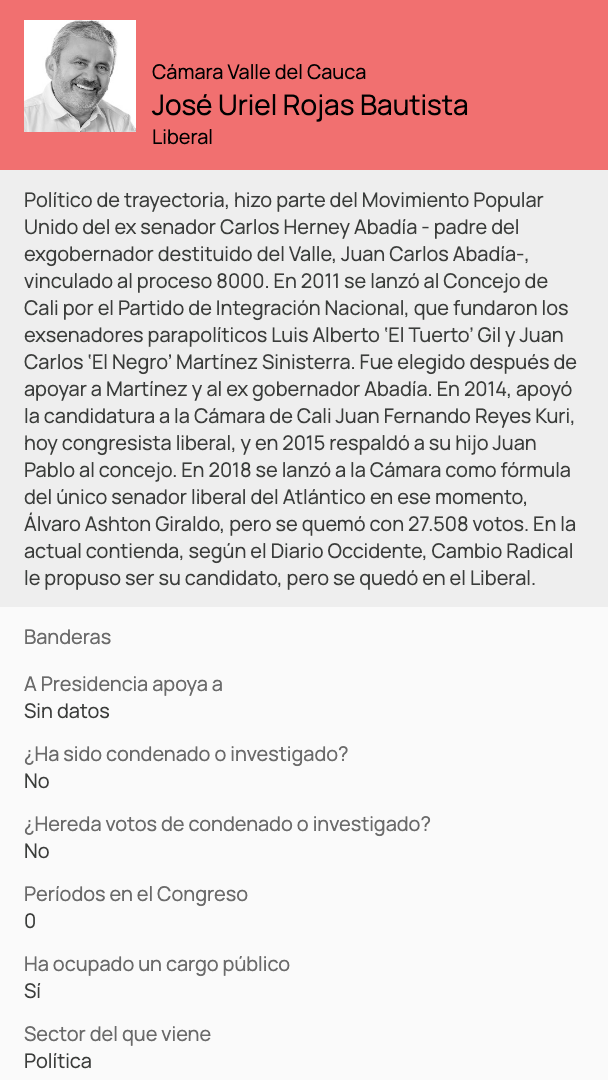 Cámara Valle del Cauca
José Uriel Rojas Bautista
Liberal
Político de trayectoria, hizo parte del Movimiento Popular
Unido del ex senador Carlos Herney Abadía - padre del
exgobernador destituido del Valle, Juan Carlos Abadía-,
vinculado al proceso 8000. En 2011 se lanzó al Concejo de
Cali por el Partido de Integración Nacional, que fundaron los
exsenadores parapolíticos Luis Alberto ‘El Tuerto’ Gil y Juan
Carlos ‘El Negro’ Martínez Sinisterra. Fue elegido después de
apoyar a Martínez y al ex gobernador Abadía. En 2014, apoyó
la candidatura a la Cámara de Cali Juan Fernando Reyes Kuri,
hoy congresista liberal, y en 2015 respaldó a su hijo Juan
Pablo al concejo. En 2018 se lanzó a la Cámara como fórmula
del único senador liberal del Atlántico en ese momento,
Álvaro Ashton Giraldo, pero se quemó con 27.508 votos. En la
actual contienda, según el Diario Occidente, Cambio Radical
le propuso ser su candidato, pero se quedó en el Liberal.
Banderas
A Presidencia apoya a
Sin datos
¿Ha sido condenado o investigado?
No
¿Hereda votos de condenado o investigado?
No
Períodos en el Congreso
0
Ha ocupado un cargo público
Sí
Sector del que viene
Política